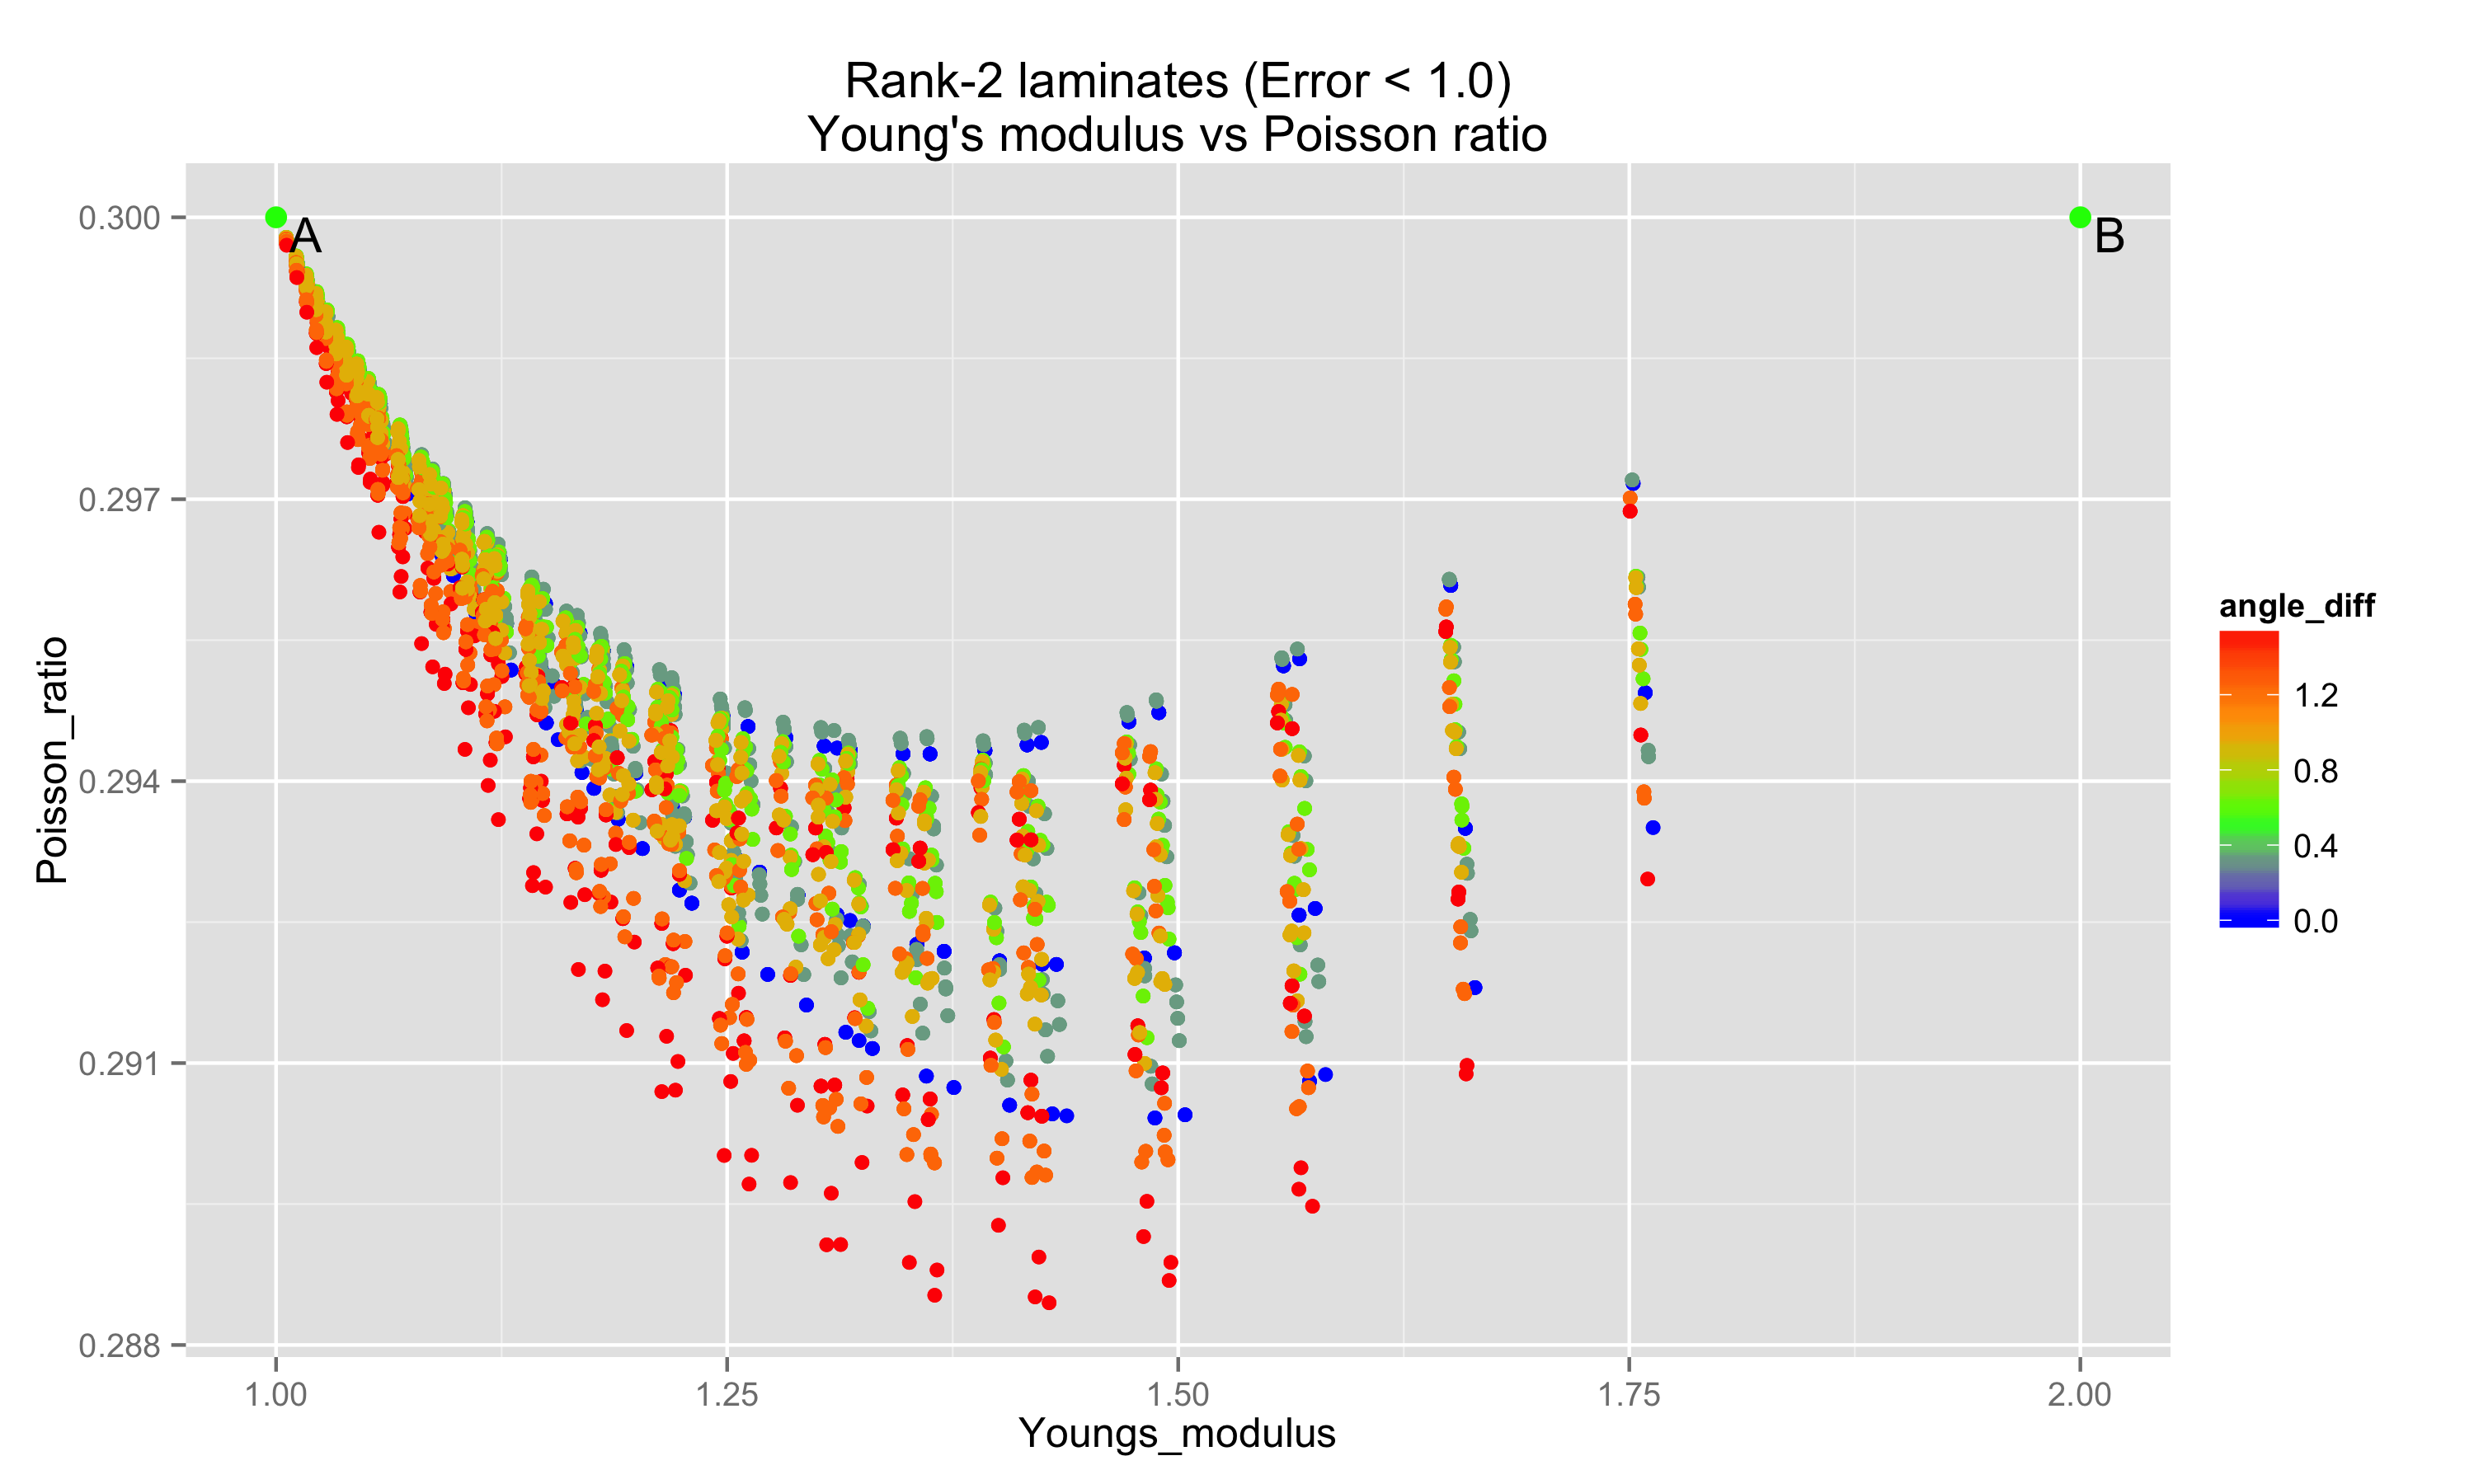 Rank-2 laminates (Error < 1.0)
Young's modulus vs Poisson ratio
0.300
0.297
0.294
0.291
0.288
Poisson_ratio
A
B
1.00
1.25
1.50
1.75
2.00
Youngs_modulus
angle_diff
1.2
0.8
0.4
0.0